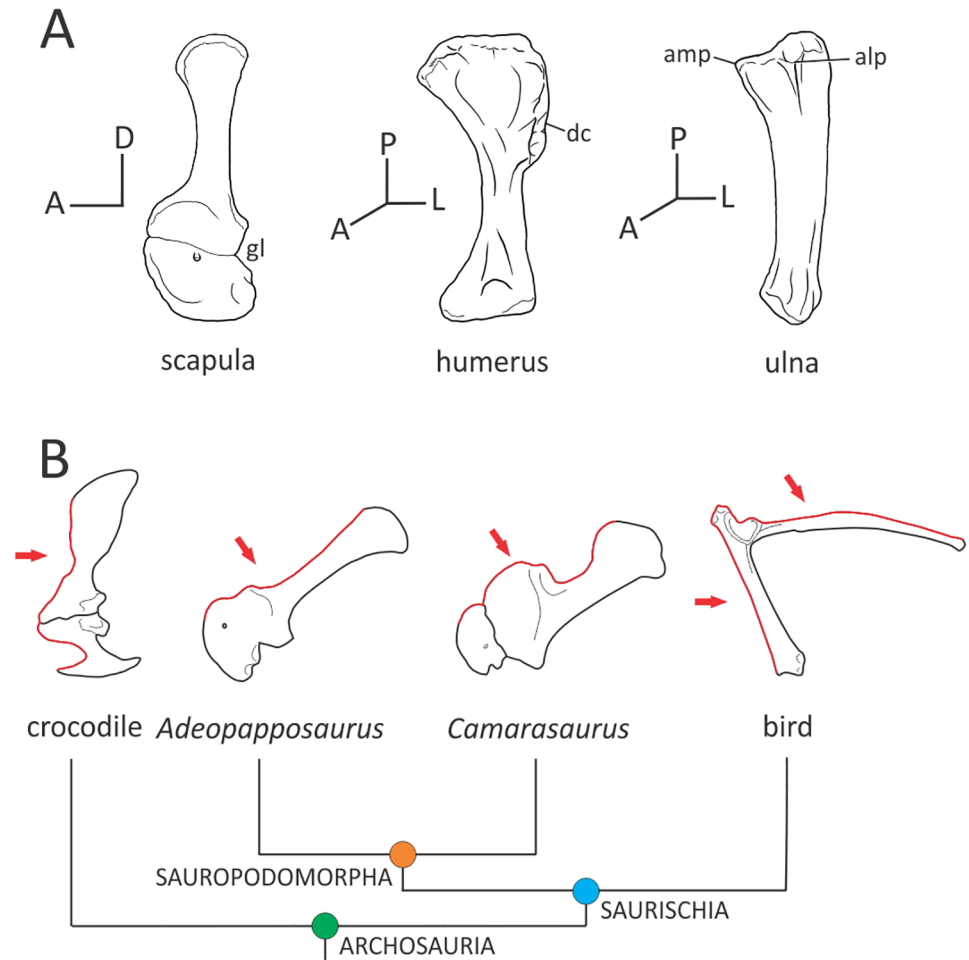 A
D
A
gl
scapula
P
A
L
dc
humerus
amp
alp
P
A
L
ulna
B
crocodile
Adeopapposaurus
Camarasaurus
bird
SAUROPODOMORPHA
SAURISCHIA
ARCHOSAURIA